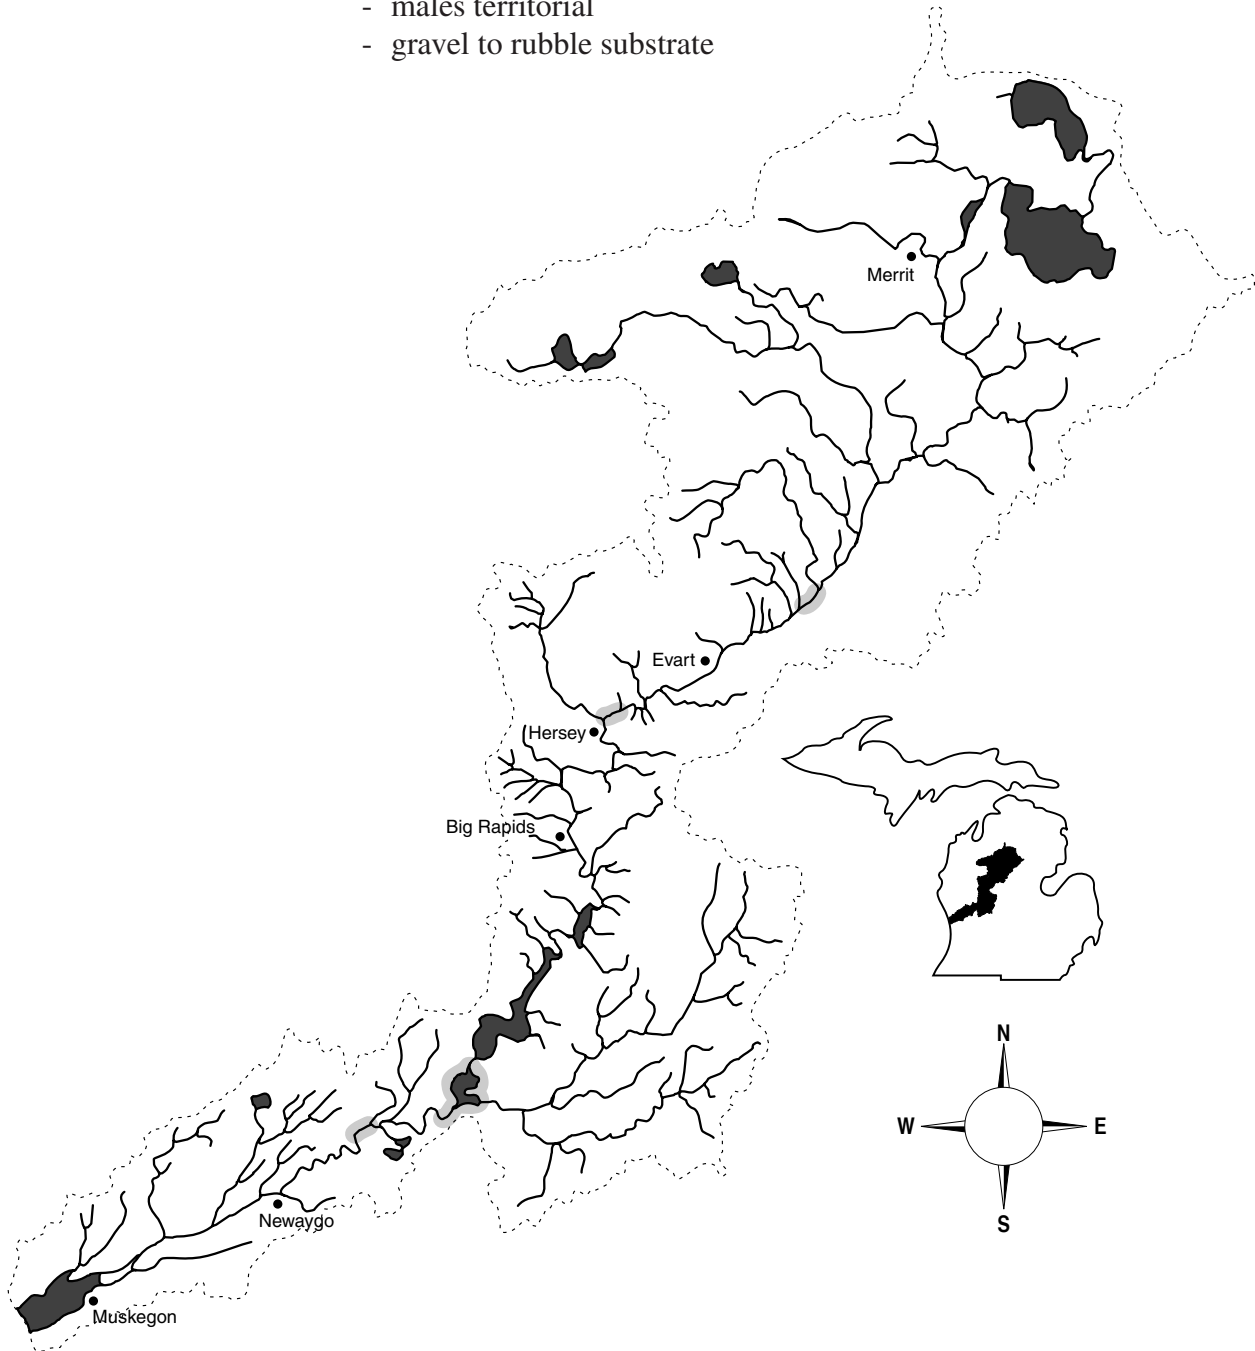 - males territorial
- gravel to rubble substrate
Merrit
Evart
Hersey
Big Rapids
N
W
E
S
Newaygo
Muskegon